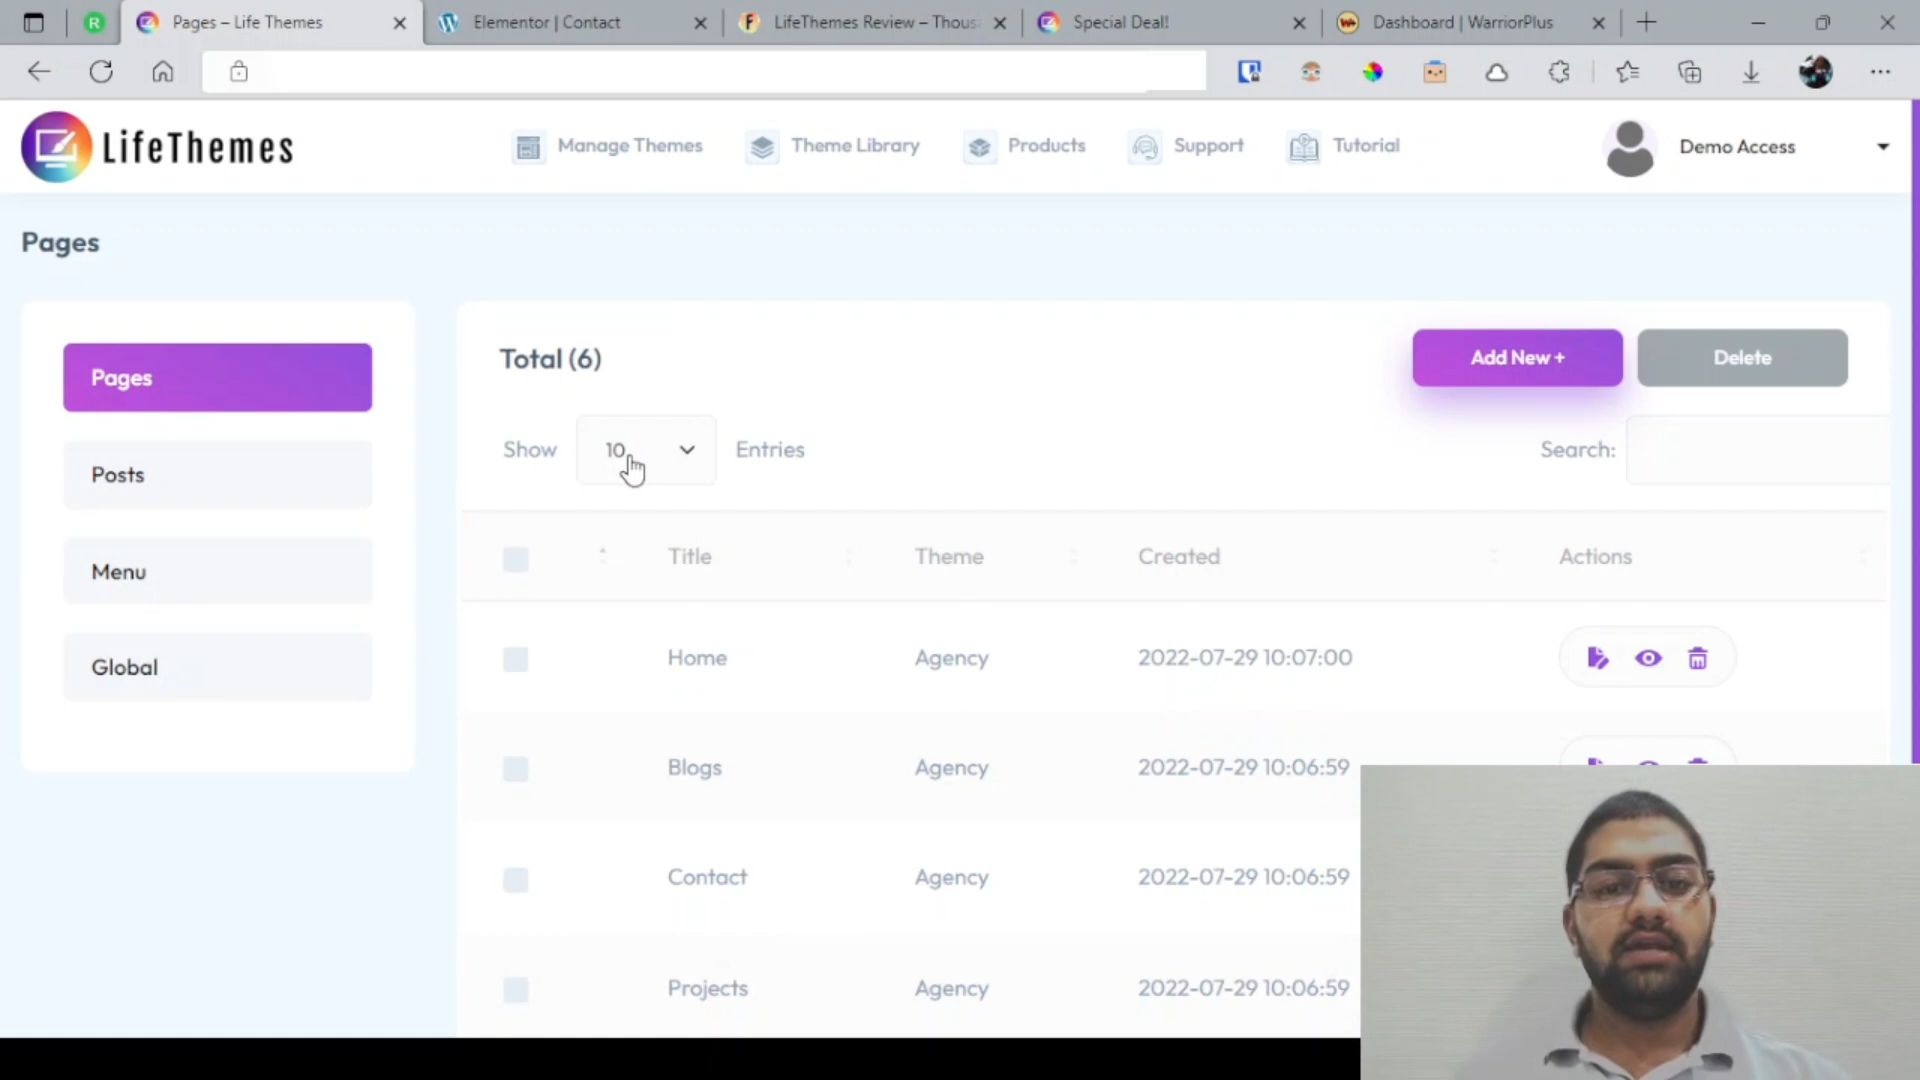 Pages – Life Themes
Elementor | Contact
LifeThemes Review – Thous
Special Deal!
Dashboard | WarriorPlus
LifeThemes
Manage Themes
Theme Library
Products
Support
Tutorial
Demo Access
Pages
Pages
Posts
Menu
Global
Total (6)
Add New +
Delete
Show 10 Entries
Search:
Title Theme Created Actions
Home Agency 2022-07-29 10:07:00
Blogs Agency 2022-07-29 10:06:59
Contact Agency 2022-07-29 10:06:59
Projects Agency 2022-07-29 10:06:59